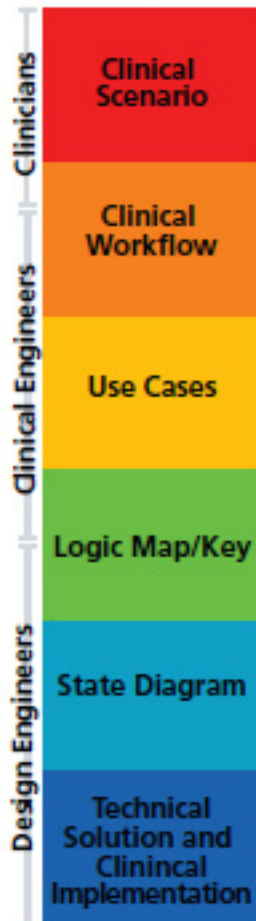 Clinicians
Clinical Engineers
Design Engineers
Clinical
Scenario
Clinical
Workflow
Use Cases
Logic Map/Key
State Diagram
Technical
Solution and
Clinincal
Implementation